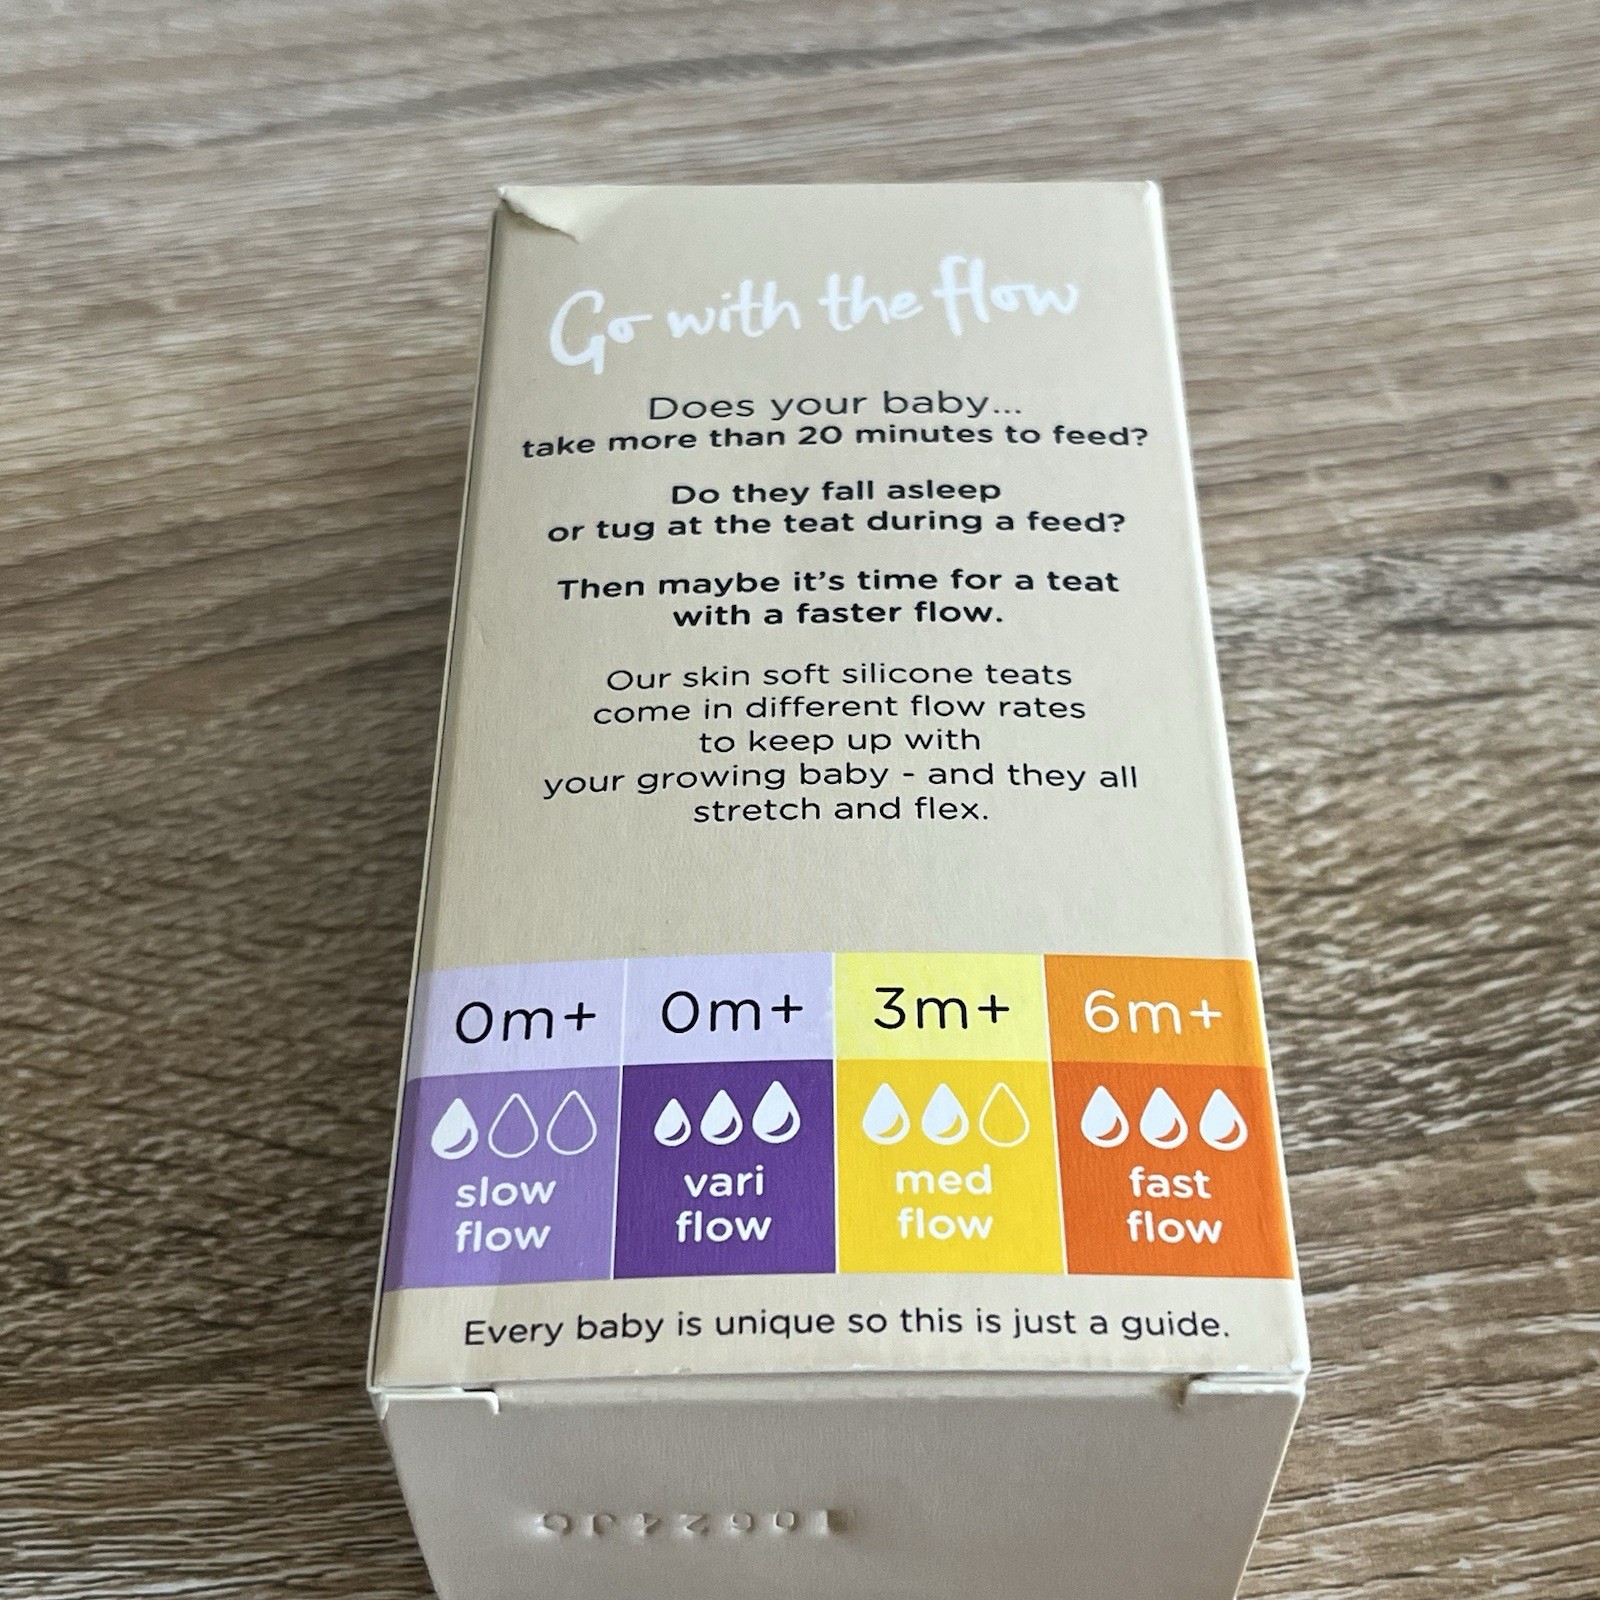 Go with the flow
Does your baby...
take more than 20 minutes to feed?
Do they fall asleep
or tug at the teat during a feed?
Then maybe it's time for a teat
with a faster flow.
Our skin soft silicone teats
come in different flow rates
to keep up with
your growing baby - and they all
stretch and flex.
0m+ 0m+ 3m+ 6m+
slow vari med fast
flow flow flow flow
Every baby is unique so this is just a guide.